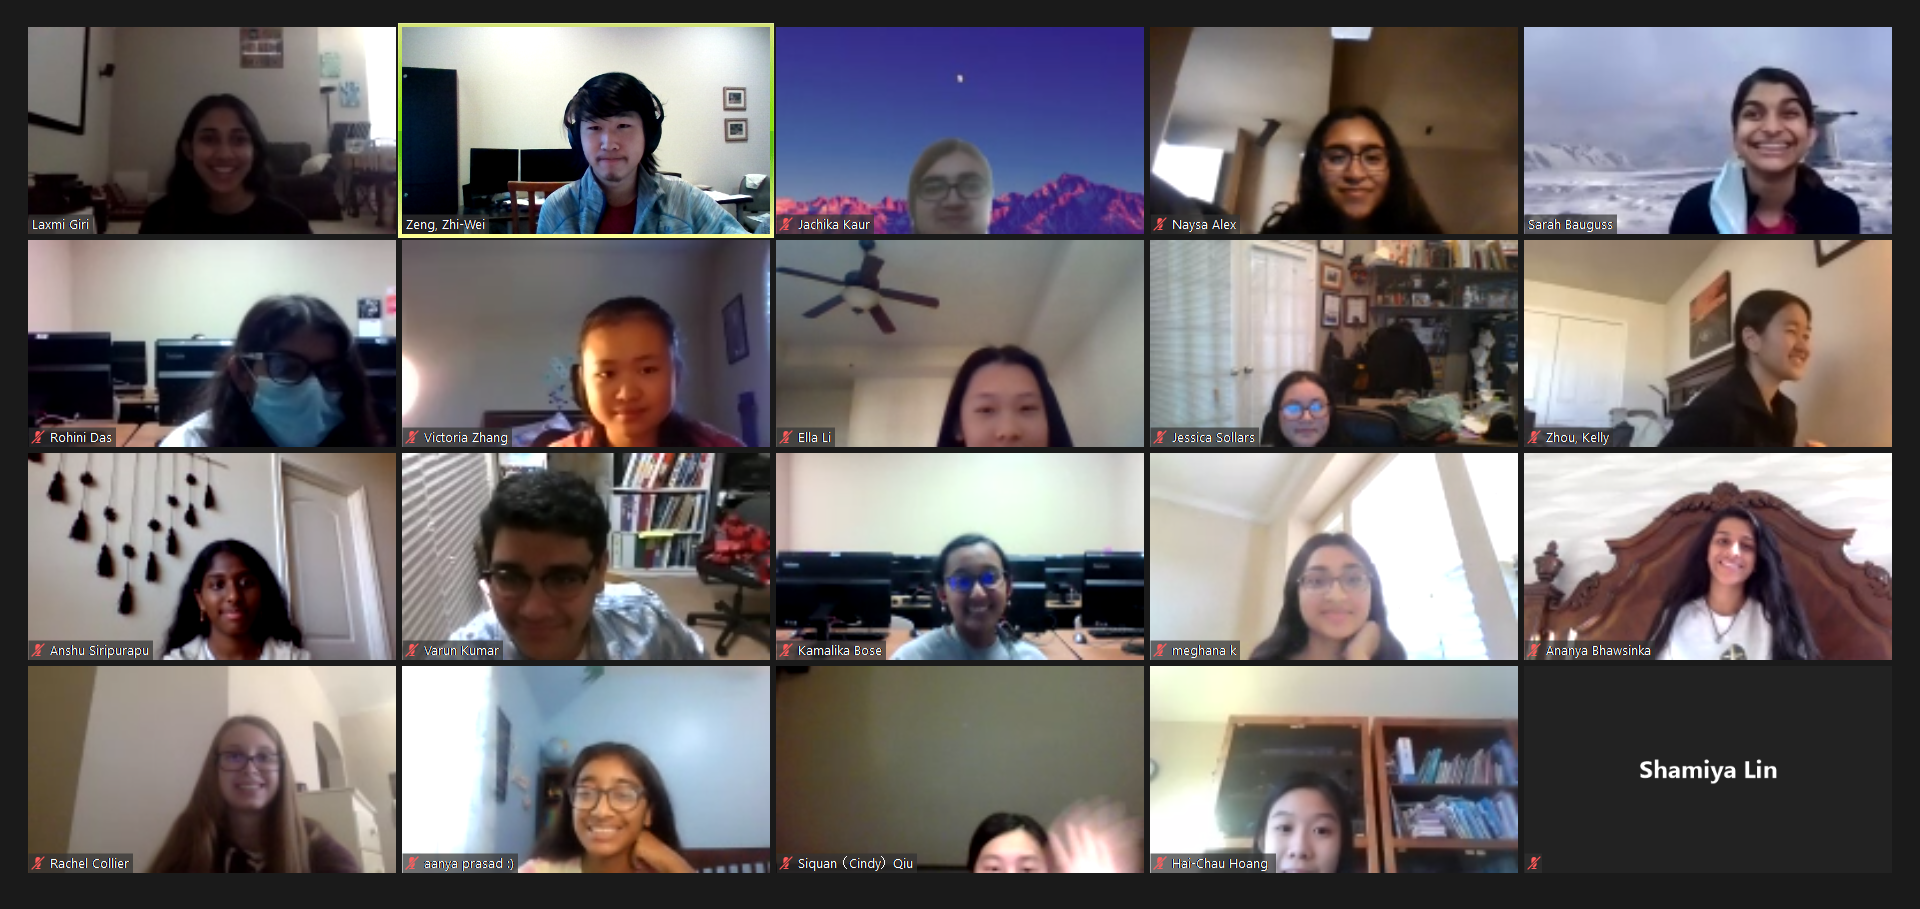 Laxmi Giri
Zeng, Zhi-Wei
Jachika Kaur
Naysa Alex
Sarah Bauguss
Rohini Das
Victoria Zhang
Ella Li
Jessica Sollars
Zhou, Kelly
Anshu Siripurapu
Varun Kumar
Kamalika Bose
meghana k
Ananya Bhawsinka
Rachel Collier
aanya prasad :)
Siquan（Cindy）Qiu
Hai-Chau Hoang
Shamiya Lin